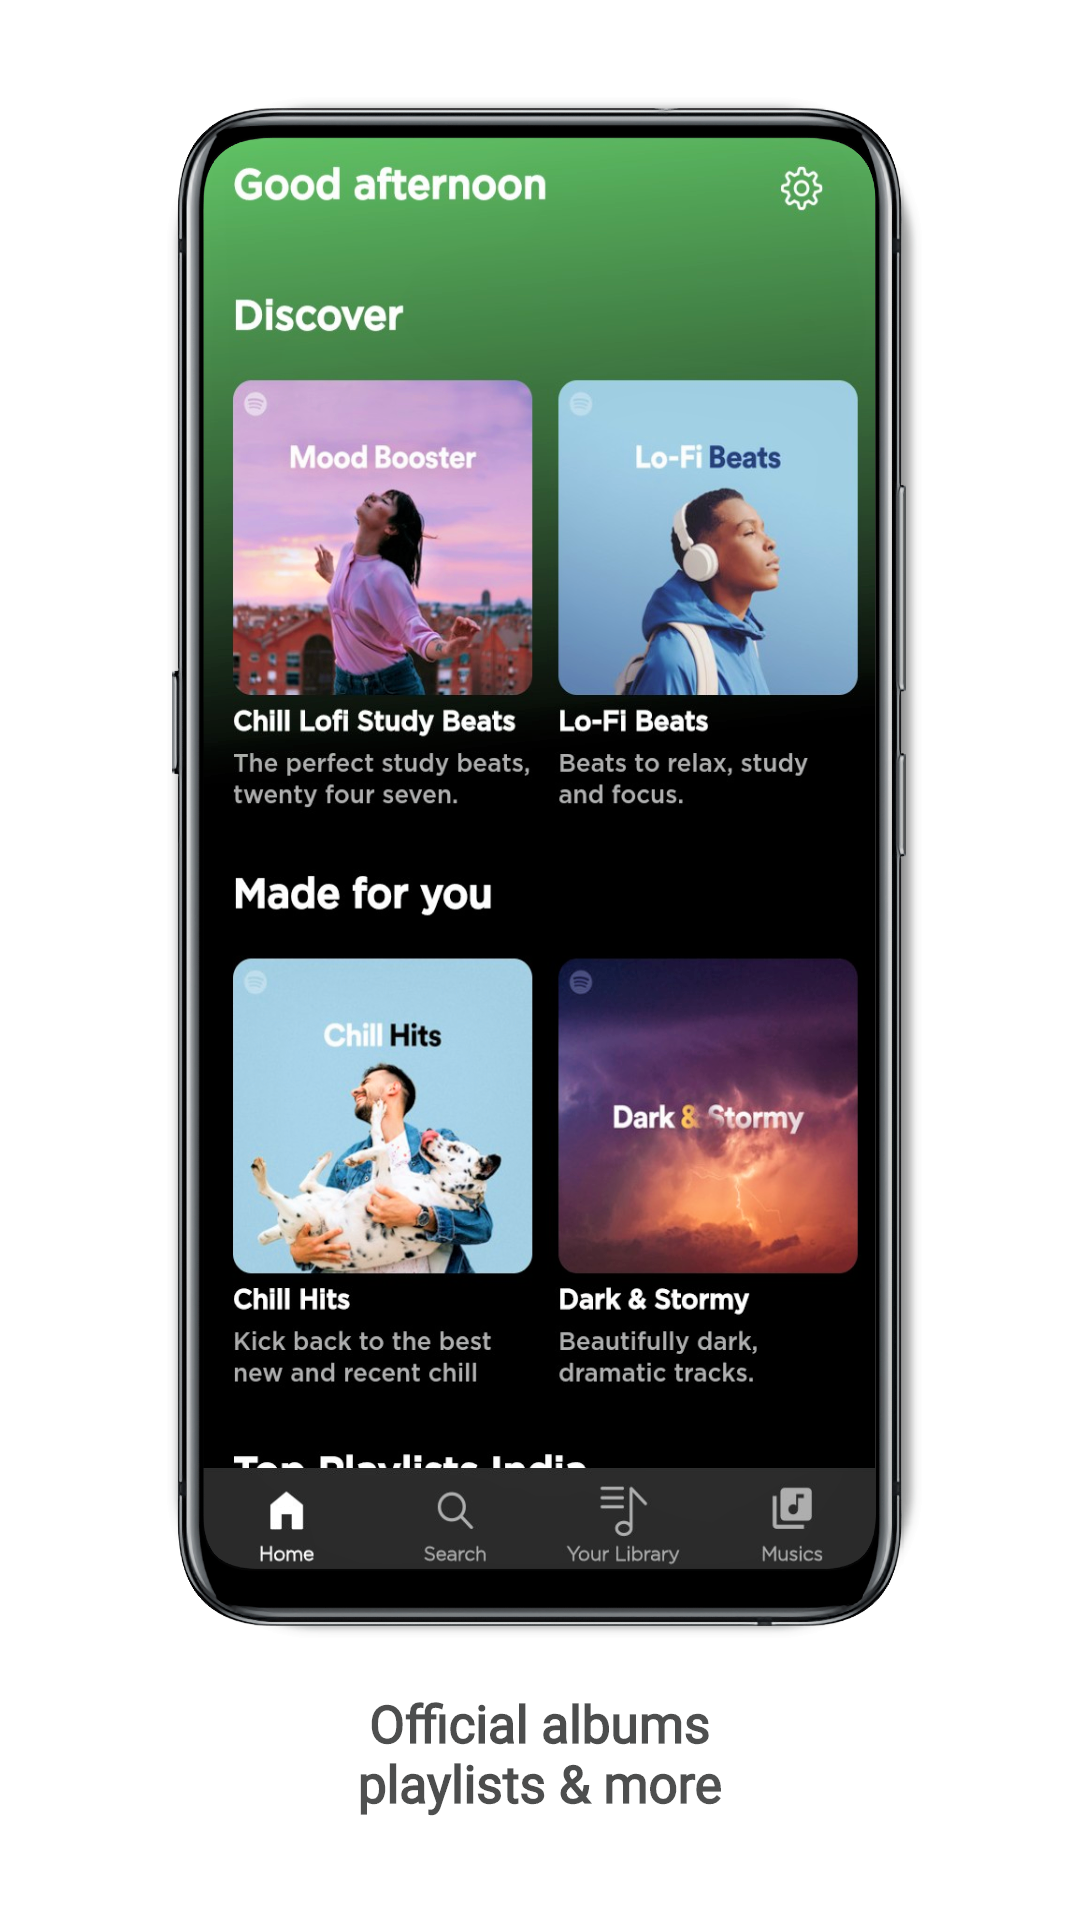 Good afternoon
Discover
Mood Booster
Lo-Fi Beats
Chill Lofi Study Beats
Lo-Fi Beats
The perfect study beats,
twenty four seven.
Beats to relax, study
and focus.
Made for you
Chill Hits
Dark & Stormy
Chill Hits
Dark & Stormy
Kick back to the best
new and recent chill
Beautifully dark,
dramatic tracks.
Top Playlists India
Home
Search
Your Library
Musics
Official albums
playlists & more